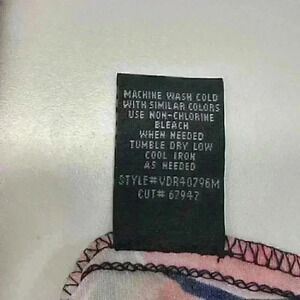 MACHINE WASH COLD
WITH SIMILAR COLORS
USE NON-CHLORINE
BLEACH
WHEN NEEDED
TUMBLE DRY LOW
COOL IRON
AS NEEDED
STYLE# VDR40796M
CUT# 67947